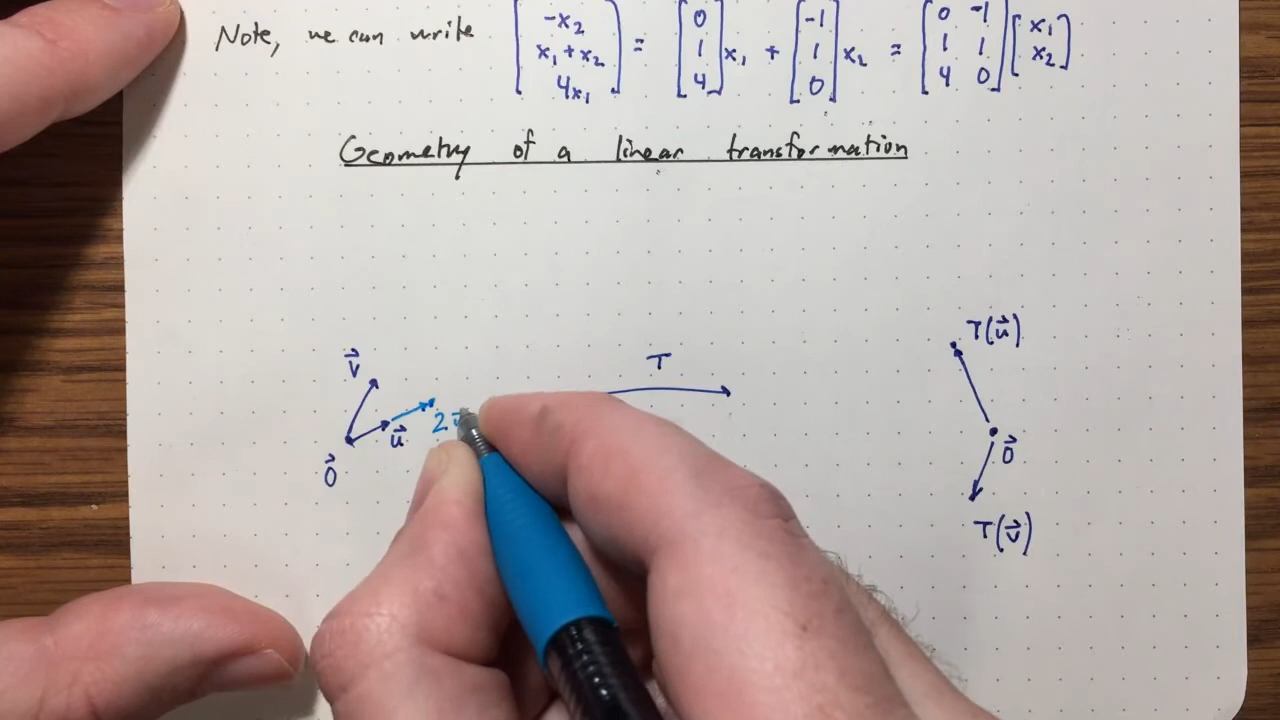 Note, we can write [-x₂ x₁+x₂ 4x₁] = [0 1 4] x₁ + [-1 1 0] x₂ = [0 -1 1 1 4 0] [x₁ x₂]
Geometry of a linear transformation
T
T(u⃗)
v⃗
2
u⃗
0⃗
0⃗
T(v⃗)